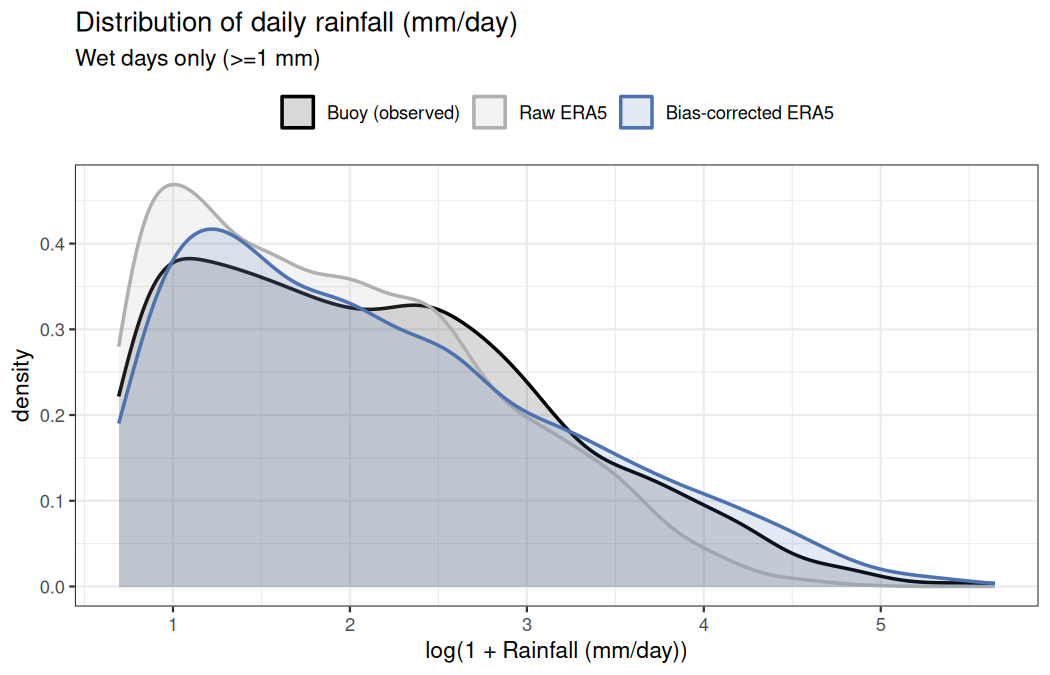 Distribution of daily rainfall (mm/day)
Wet days only (>=1 mm)
Buoy (observed) Raw ERA5 Bias-corrected ERA5
0.4
0.3
0.2
0.1
0.0
density
1 2 3 4 5
log(1 + Rainfall (mm/day))